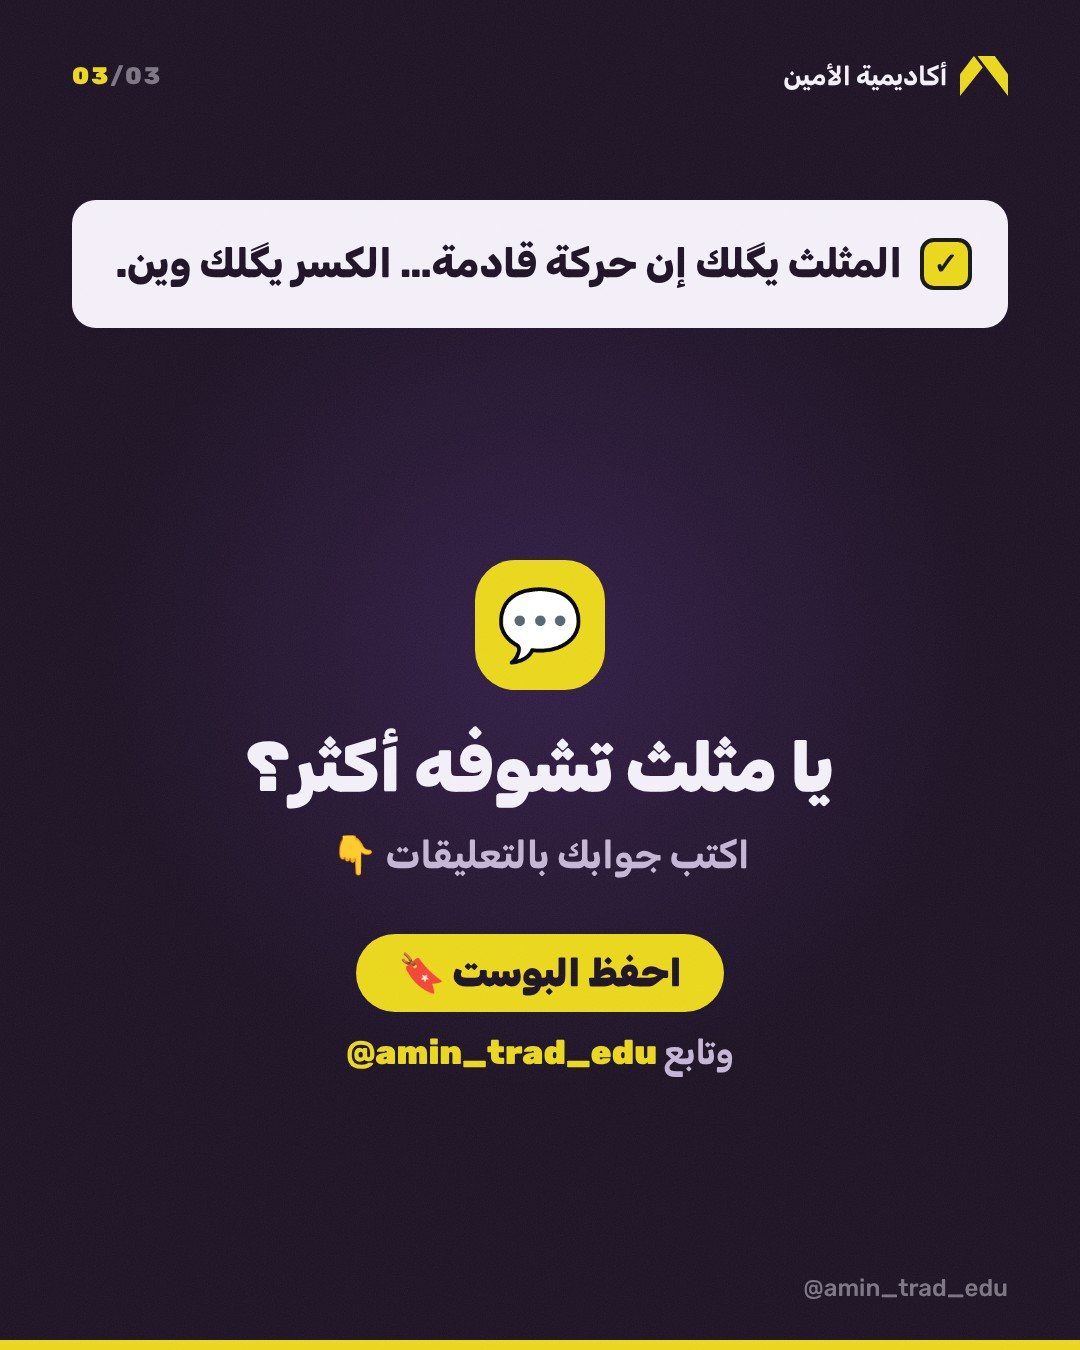 أكاديمية الأمين
03/03
✓ المثلث يگلك إن حركة قادمة... الكسر يگلك وين.
يا مثلث تشوفه أكثر؟
اكتب جوابك بالتعليقات 👇
احفظ البوست 🔖
وتابع @amin_trad_edu
@amin_trad_edu